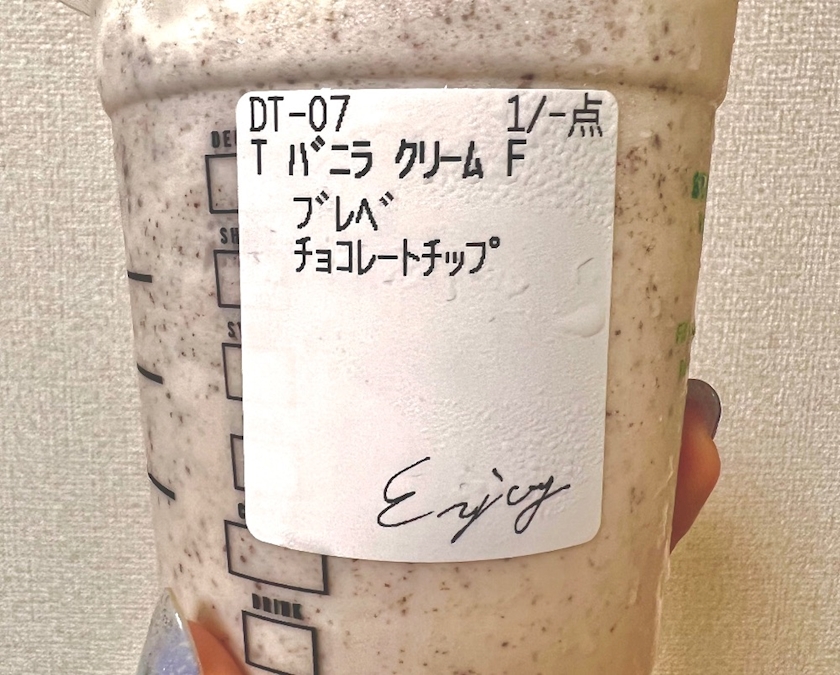 DT-07 1/-点
T バニラ クリーム F
ブレベ
チョコレートチップ
Enjoy
DRINK